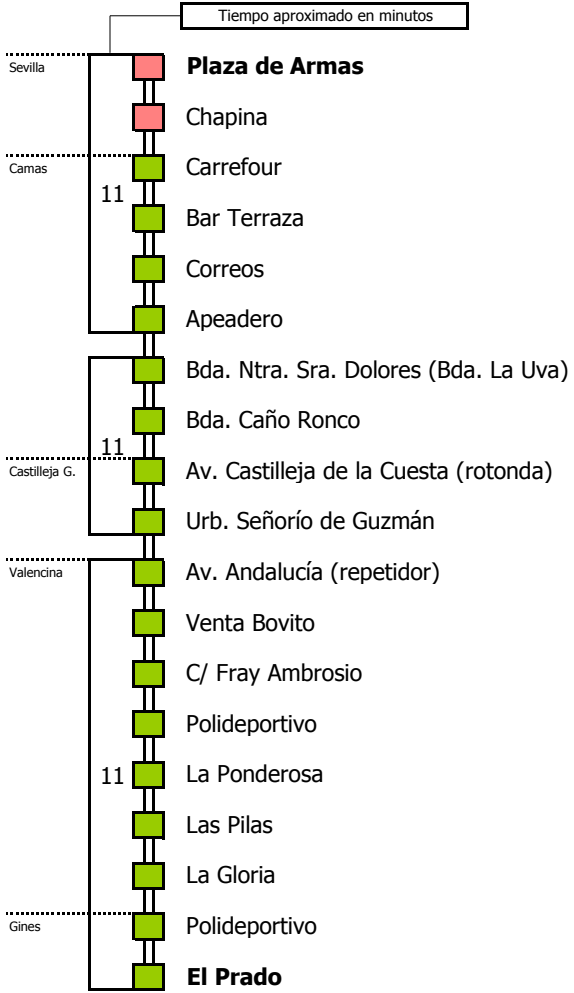 Tiempo aproximado en minutos
Sevilla
Plaza de Armas
Chapina
Camas
Carrefour
11
Bar Terraza
Correos
Apeadero
Bda. Ntra. Sra. Dolores (Bda. La Uva)
Bda. Caño Ronco
11
Castilleja G.
Av. Castilleja de la Cuesta (rotonda)
Urb. Señorío de Guzmán
Valencina
Av. Andalucía (repetidor)
Venta Bovito
C/ Fray Ambrosio
Polideportivo
11
La Ponderosa
Las Pilas
La Gloria
Gines
Polideportivo
El Prado